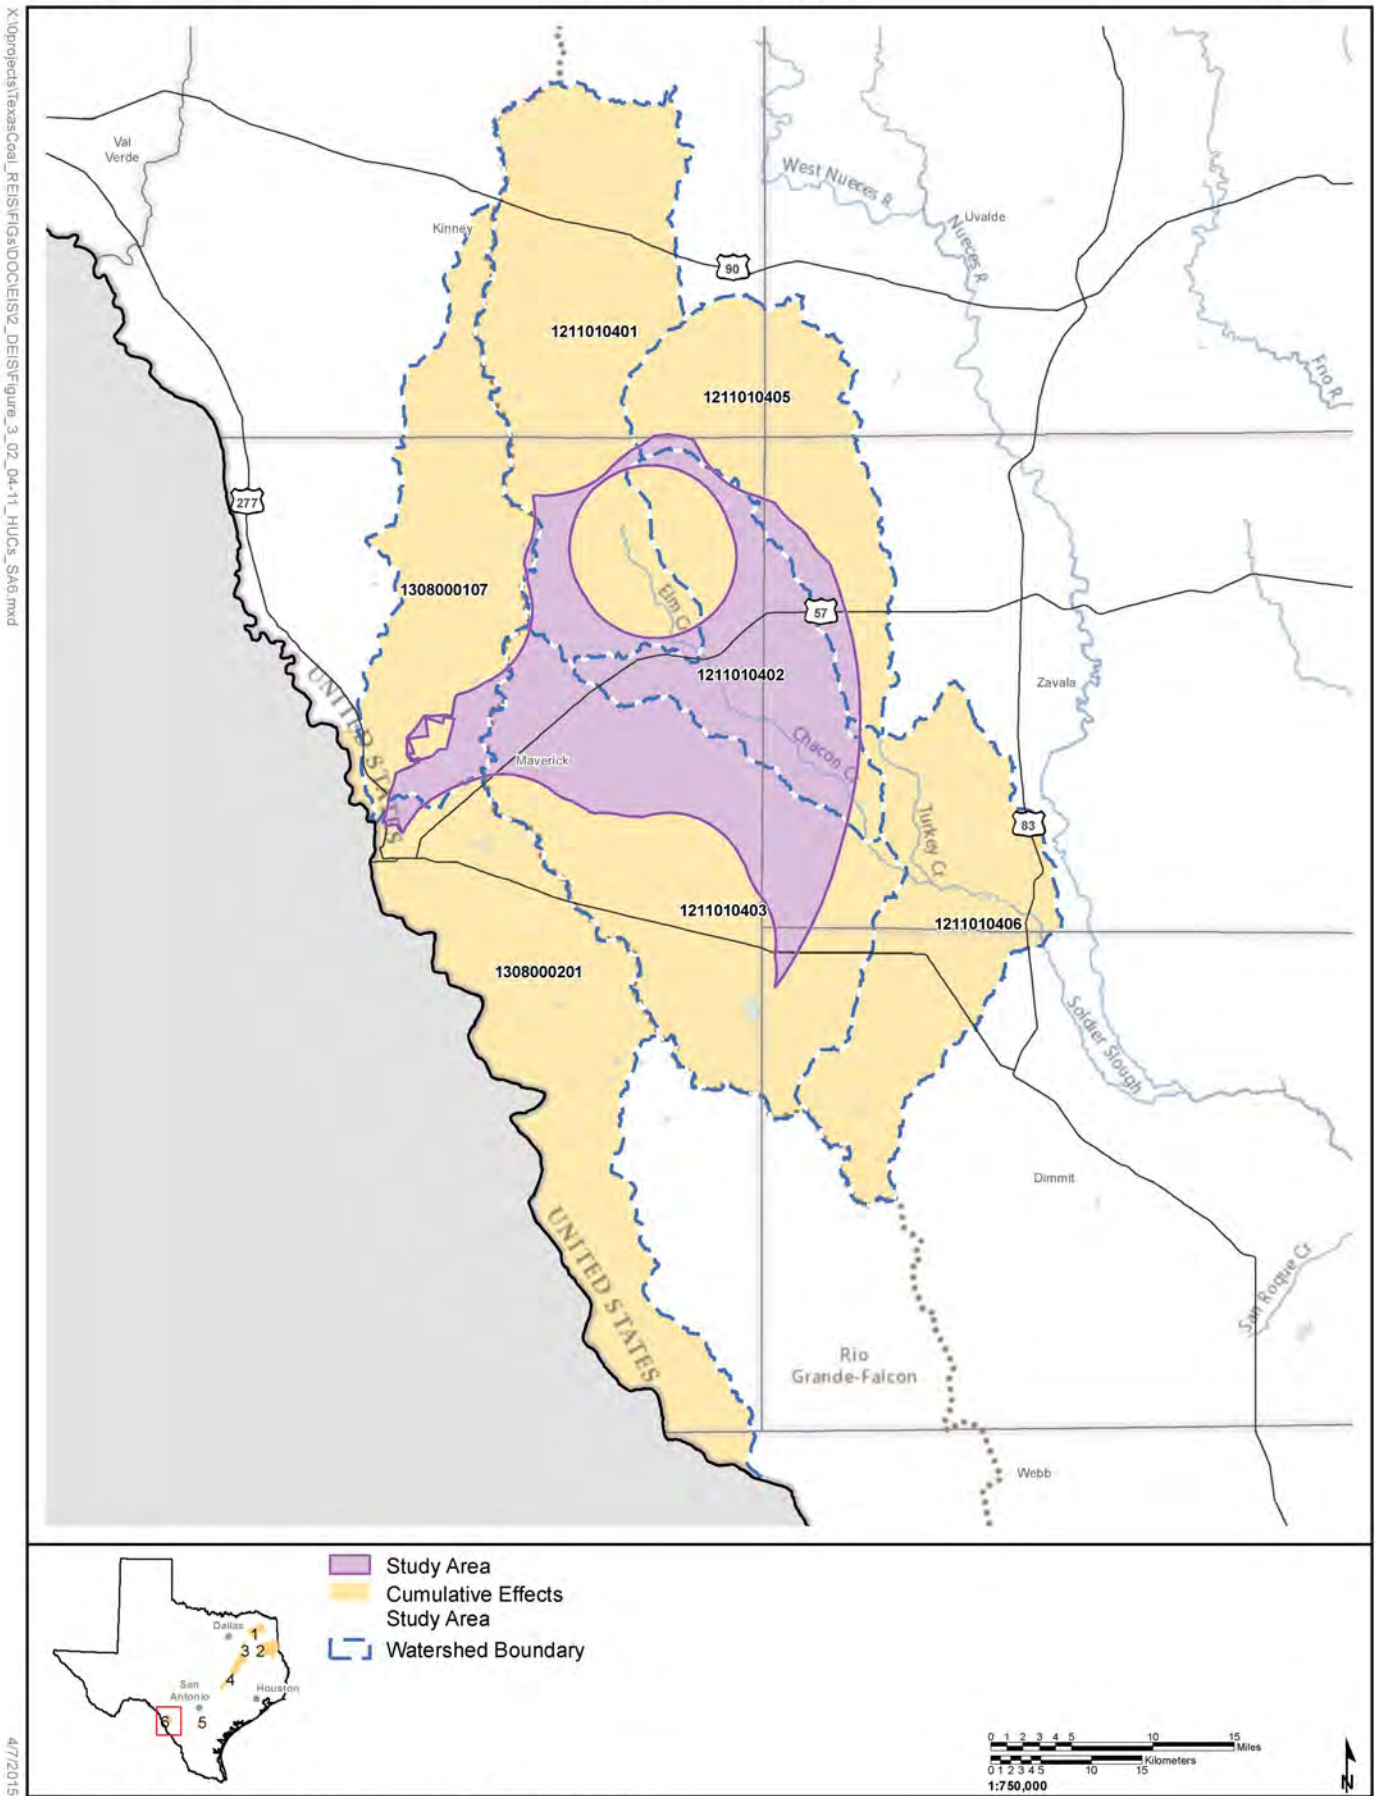 X:\0projects\TexasCoal_REIS\FIGs\DOC\EIS\2_DEIS\Figure_3_02_04-11_HUCs_SA6.mxd
Val
Verde
West Nueces R.
Uvalde
Kinney
Nueces R.
90
1211010401
Frio R.
1211010405
277
1308000107
Elm Cr
57
1211010402
UNITED STATES
Zavala
Chacon Cr
Maverick
Turkey Cr
83
1211010403
1211010406
1308000201
Soldier Slough
Dimmit
UNITED STATES
San Roque Cr
Rio
Grande-Falcon
Webb
Study Area
Cumulative Effects
Study Area
Watershed Boundary
Dallas
1
3 2
4
San
Antonio
Houston
6 5
0 1 2 3 4 5 10 15
Miles
Kilometers
0 1 2 3 4 5 10 15
1:750,000
N
4/7/2015